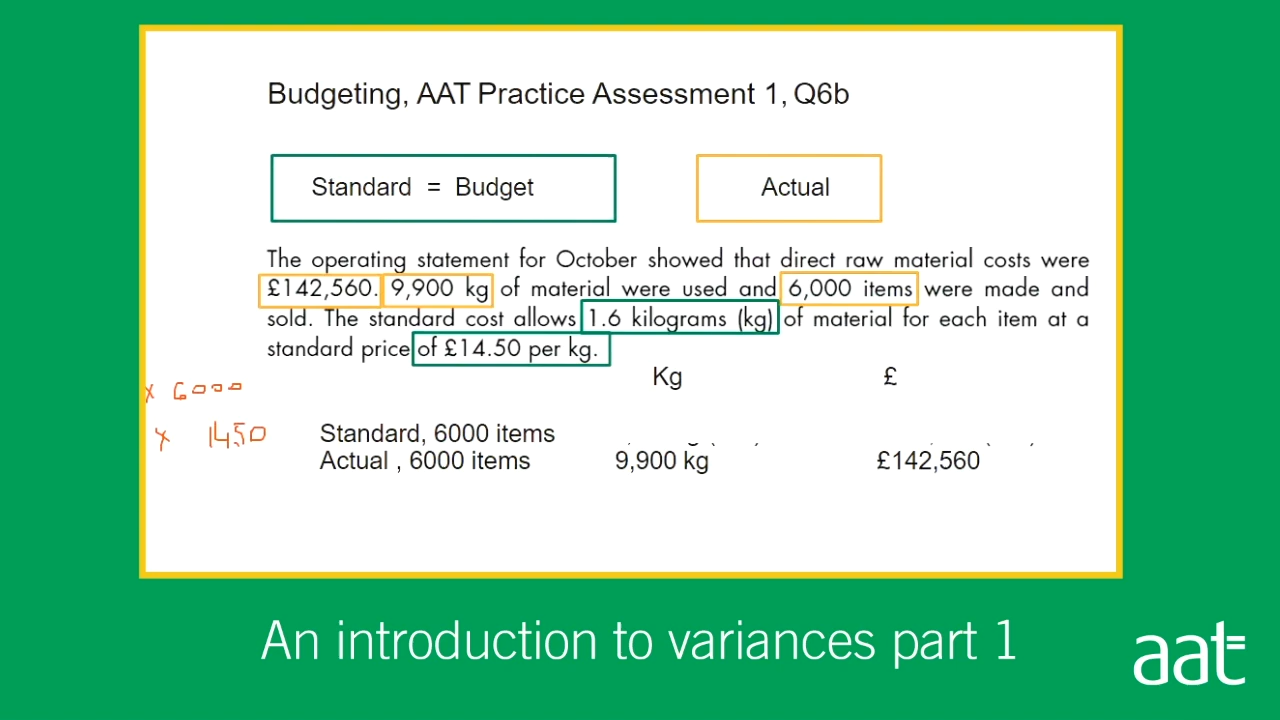 Budgeting, AAT Practice Assessment 1, Q6b
Standard = Budget
Actual
The operating statement for October showed that direct raw material costs were
£142,560. 9,900 kg of material were used and 6,000 items were made and
sold. The standard cost allows 1.6 kilograms (kg) of material for each item at a
standard price of £14.50 per kg.
Kg £
x 6000
x 1450 Standard, 6000 items
Actual , 6000 items 9,900 kg £142,560
An introduction to variances part 1
aat